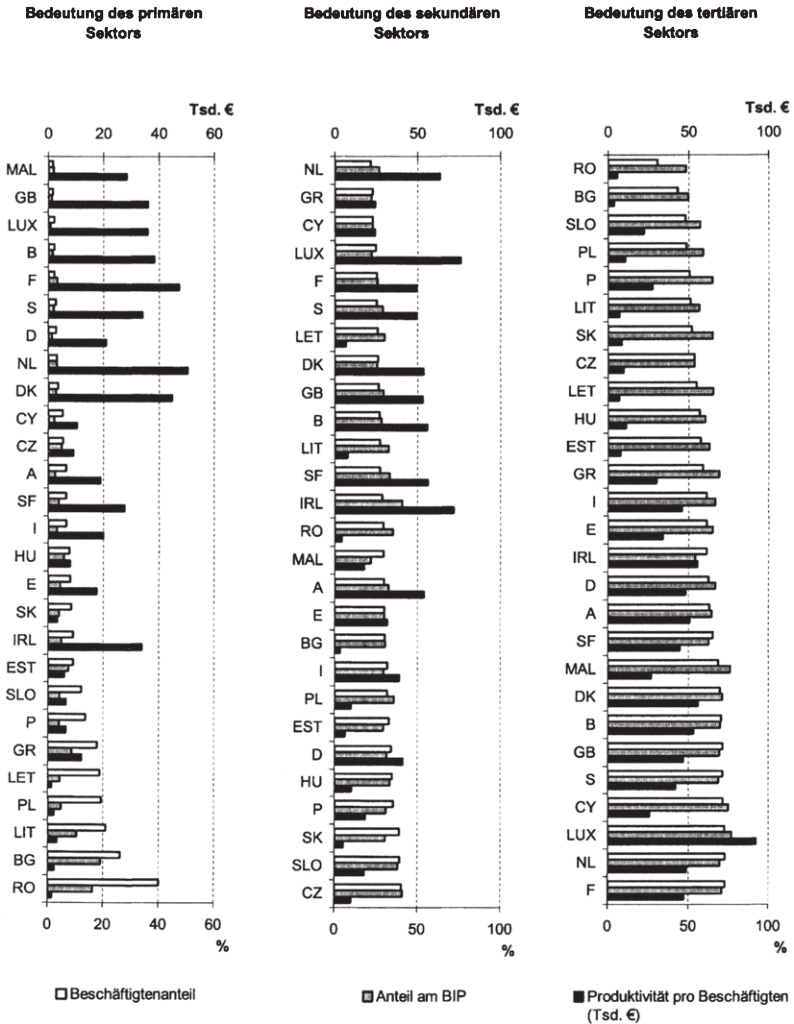 Bedeutung des primären
Sektors
Tsd. €
0 20 40 60
MAL
GB
LUX
B
F
S
D
NL
DK
CY
CZ
A
SF
I
HU
E
SK
IRL
EST
SLO
P
GR
LET
PL
LIT
BG
RO
0 20 40 60
%
Bedeutung des sekundären
Sektors
Tsd. €
0 50 100
NL
GR
CY
LUX
F
S
LET
DK
GB
B
LIT
SF
IRL
RO
MAL
A
E
BG
I
PL
EST
D
HU
P
SK
SLO
CZ
0 50 100
%
Bedeutung des tertiären
Sektors
Tsd. €
0 50 100
RO
BG
SLO
PL
P
LIT
SK
CZ
LET
HU
EST
GR
I
E
IRL
D
A
SF
MAL
DK
B
GB
S
CY
LUX
NL
F
0 50 100
%
Beschäftigtenanteil
Anteil am BIP
Produktivität pro Beschäftigten
(Tsd. €)